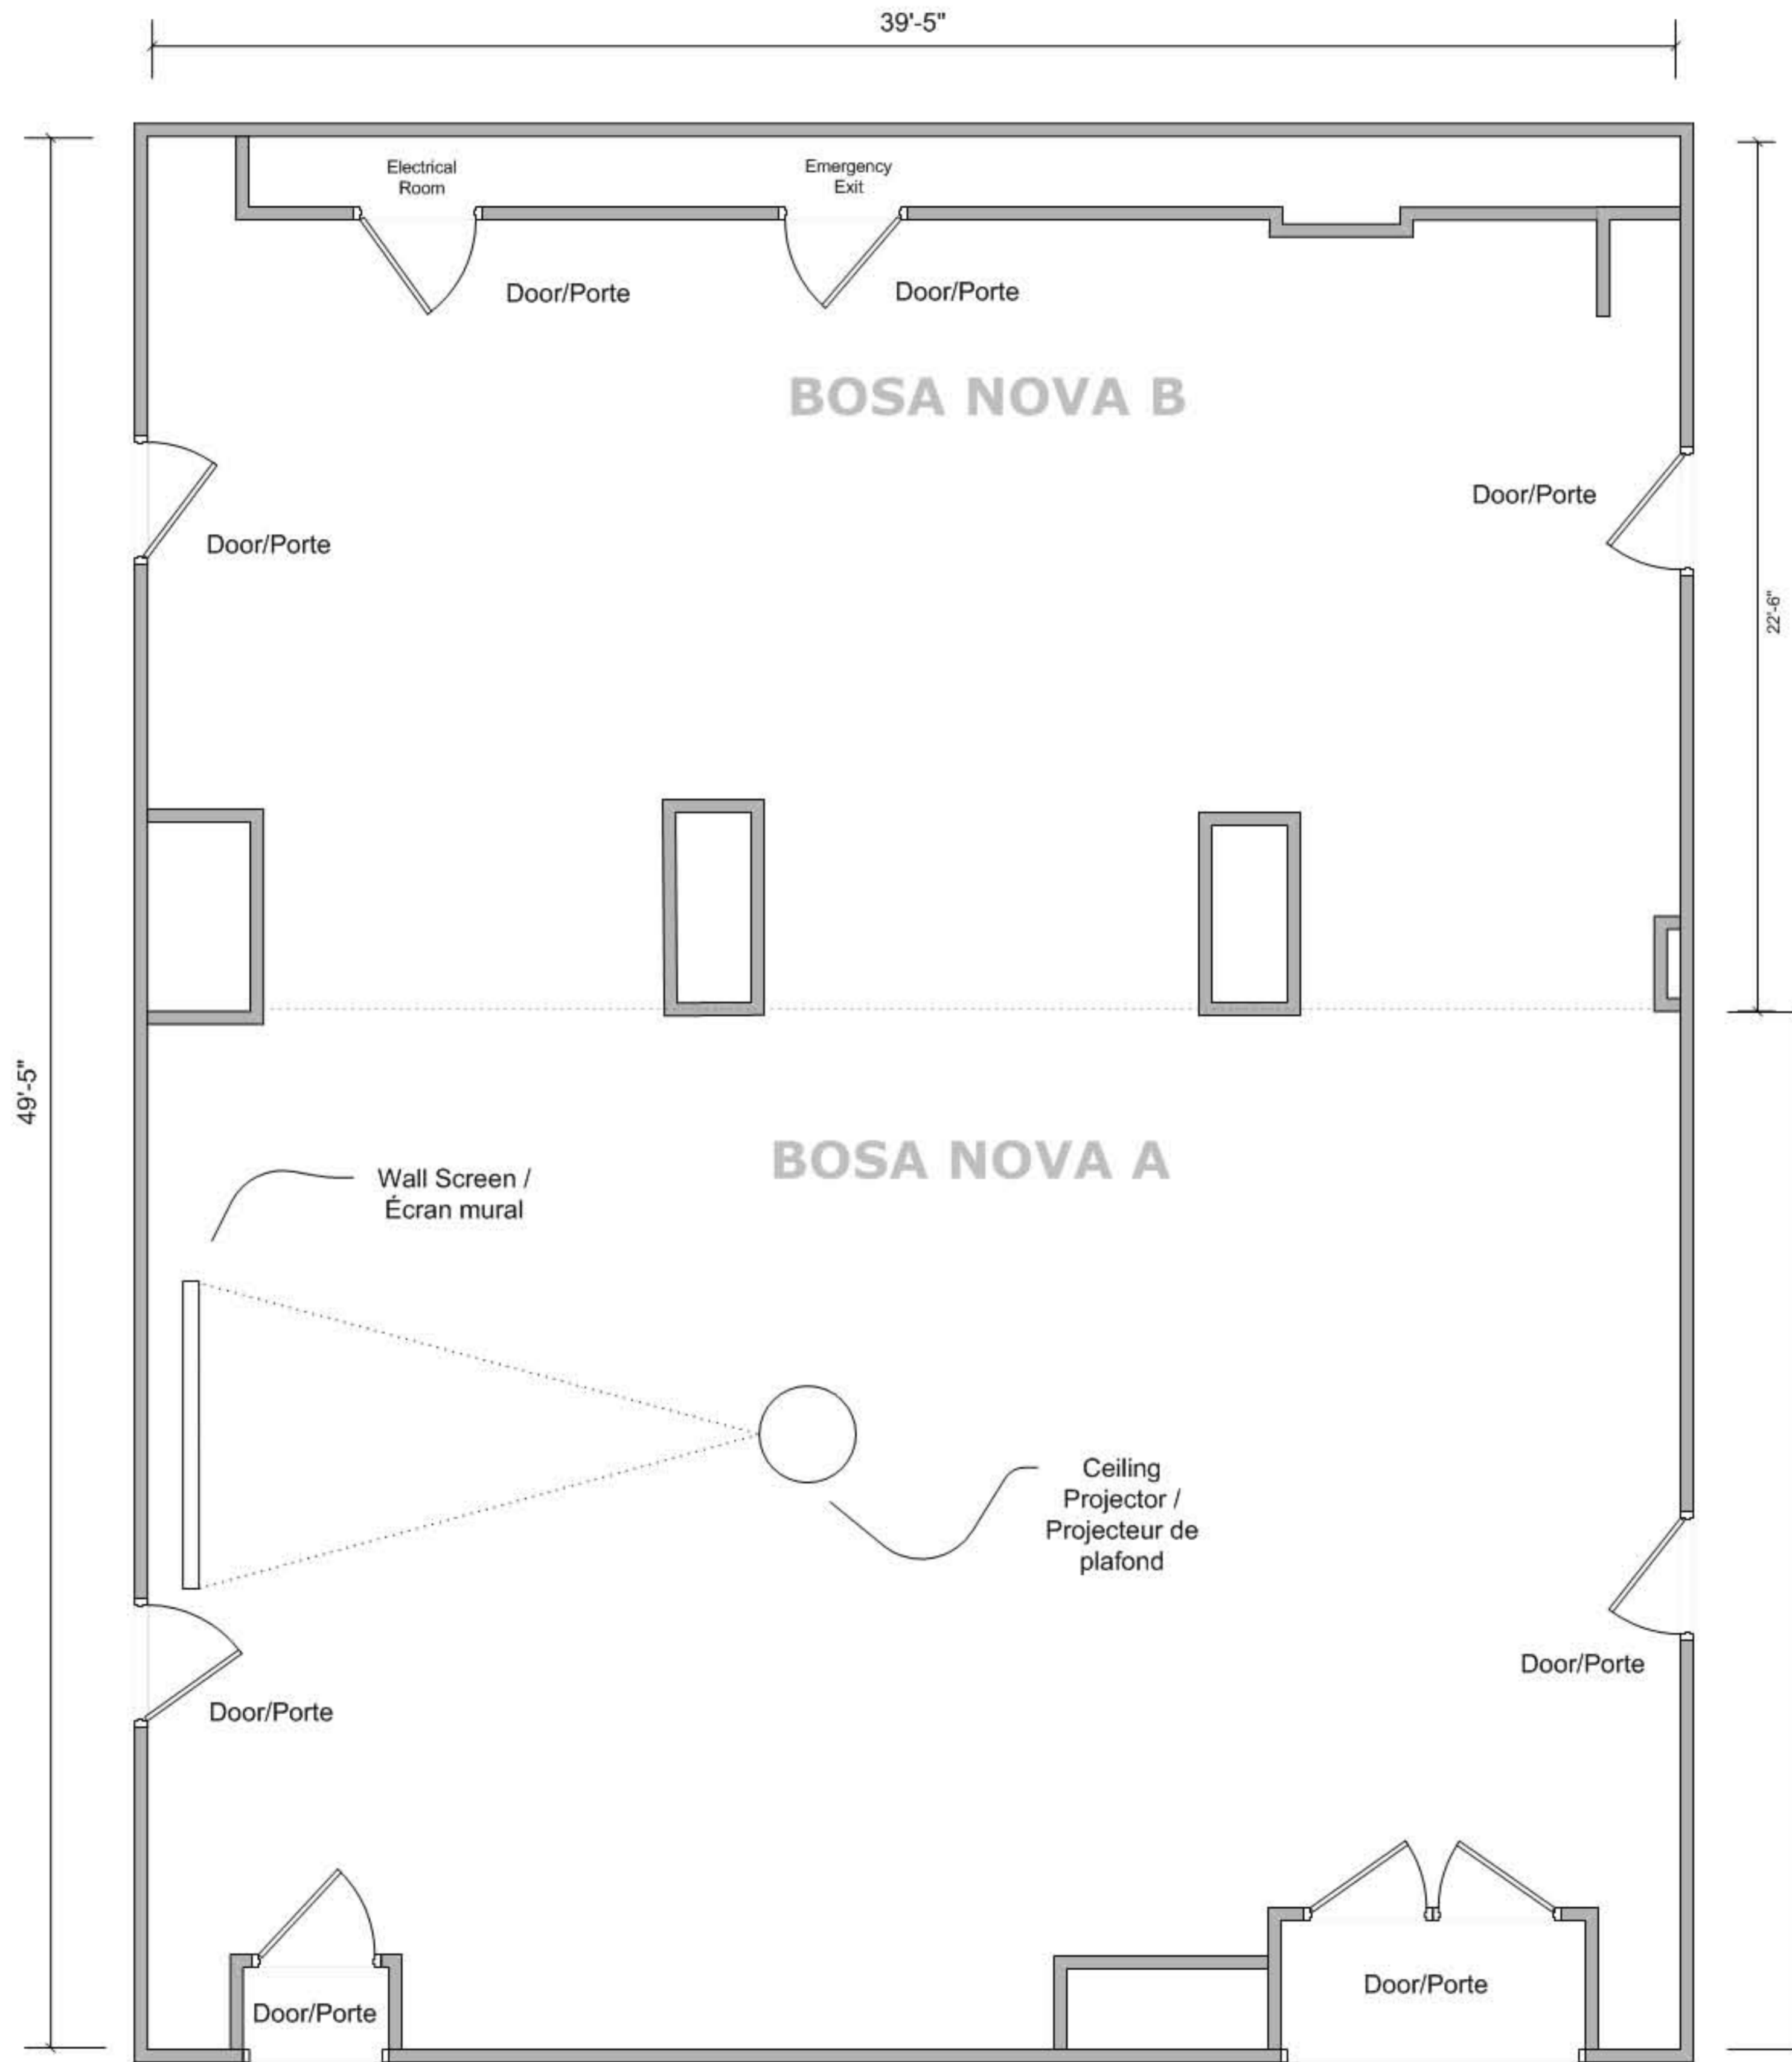 39'-5"
Electrical
Room
Emergency
Exit
Door/Porte
Door/Porte
BOSA NOVA B
Door/Porte
Door/Porte
22'-6"
49'-5"
BOSA NOVA A
Wall Screen /
Écran mural
Ceiling
Projector /
Projecteur de
plafond
Door/Porte
Door/Porte
Door/Porte
Door/Porte